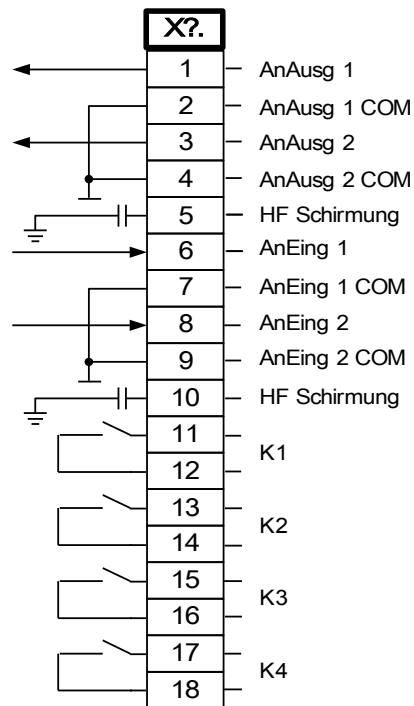 X?.
1 AnAusg 1
2 AnAusg 1 COM
3 AnAusg 2
4 AnAusg 2 COM
5 HF Schirmung
6 AnEing 1
7 AnEing 1 COM
8 AnEing 2
9 AnEing 2 COM
10 HF Schirmung
11
K1
12
13
K2
14
15
K3
16
17
K4
18